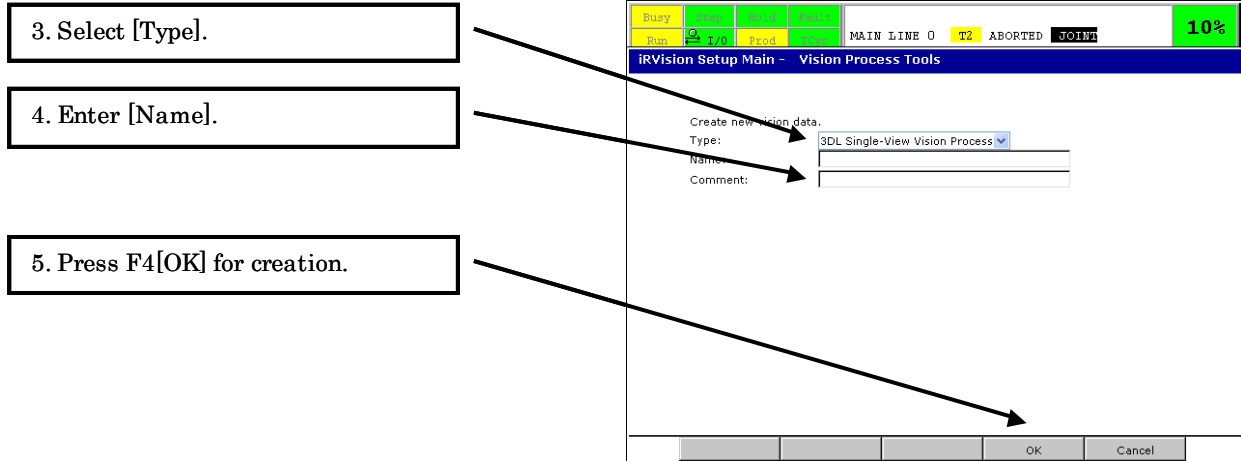 3. Select [Type].
4. Enter [Name].
5. Press F4[OK] for creation.
Busy Step Hold Fault
Run I/O Prod TCyc
MAIN LINE 0 T2 ABORTED JOINT
10%
iRVision Setup Main - Vision Process Tools
Create new vision data.
Type: 3DL Single-View Vision Process
Name:
Comment:
OK Cancel